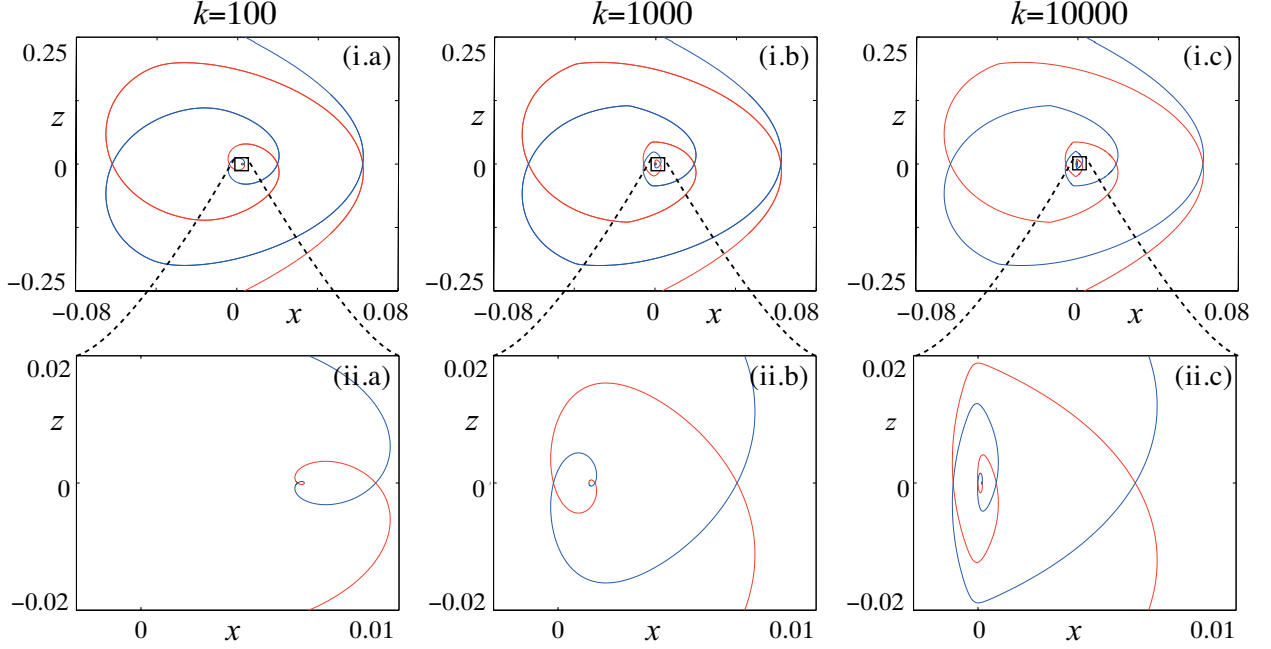 k=100 k=1000 k=10000
0.25 (i.a) 0.25 (i.b) 0.25 (i.c)
z z z
0 0 0
−0.25 −0.25 −0.25
−0.08 0 x 0.08 −0.08 0 x 0.08 −0.08 0 x 0.08
0.02 (ii.a) 0.02 (ii.b) 0.02 (ii.c)
z z z
0 0 0
−0.02 −0.02 −0.02
0 x 0.01 0 x 0.01 0 x 0.01